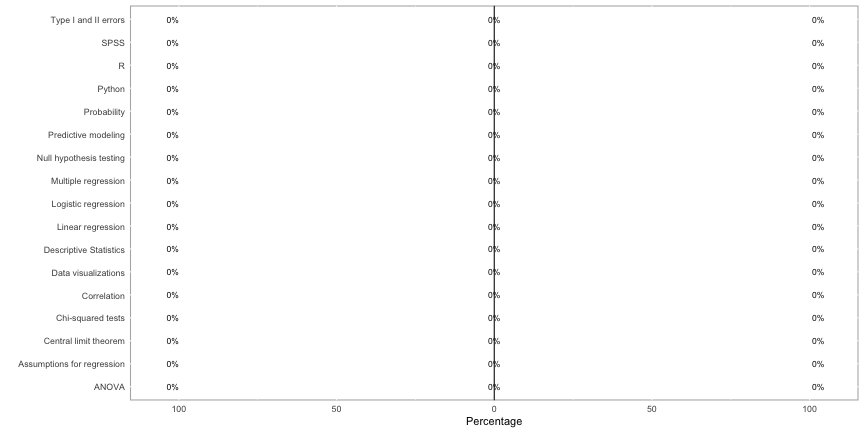 Type I and II errors 0% 0% 0%
SPSS 0% 0% 0%
R 0% 0% 0%
Python 0% 0% 0%
Probability 0% 0% 0%
Predictive modeling 0% 0% 0%
Null hypothesis testing 0% 0% 0%
Multiple regression 0% 0% 0%
Logistic regression 0% 0% 0%
Linear regression 0% 0% 0%
Descriptive Statistics 0% 0% 0%
Data visualizations 0% 0% 0%
Correlation 0% 0% 0%
Chi-squared tests 0% 0% 0%
Central limit theorem 0% 0% 0%
Assumptions for regression 0% 0% 0%
ANOVA 0% 0% 0%
100 50 0 50 100
Percentage